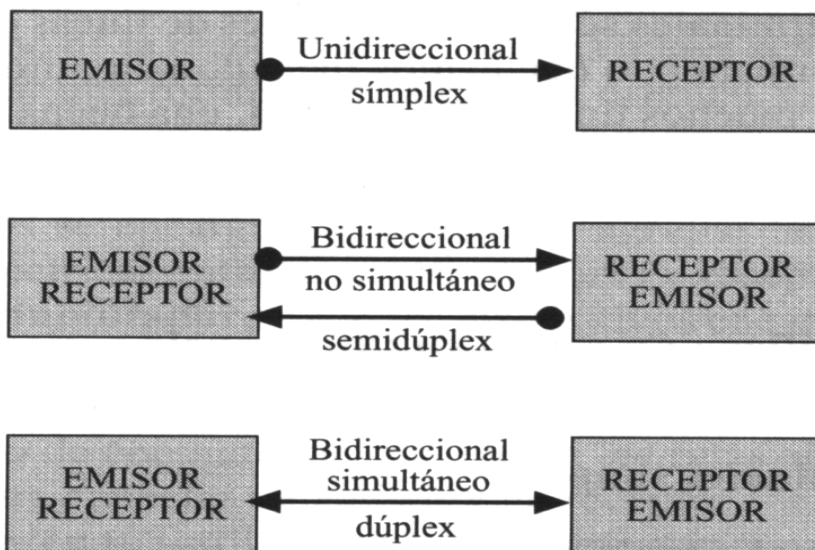 EMISOR
Unidireccional
símplex
RECEPTOR
EMISOR
RECEPTOR
Bidireccional
no simultáneo
semidúplex
RECEPTOR
EMISOR
EMISOR
RECEPTOR
Bidireccional
simultáneo
dúplex
RECEPTOR
EMISOR